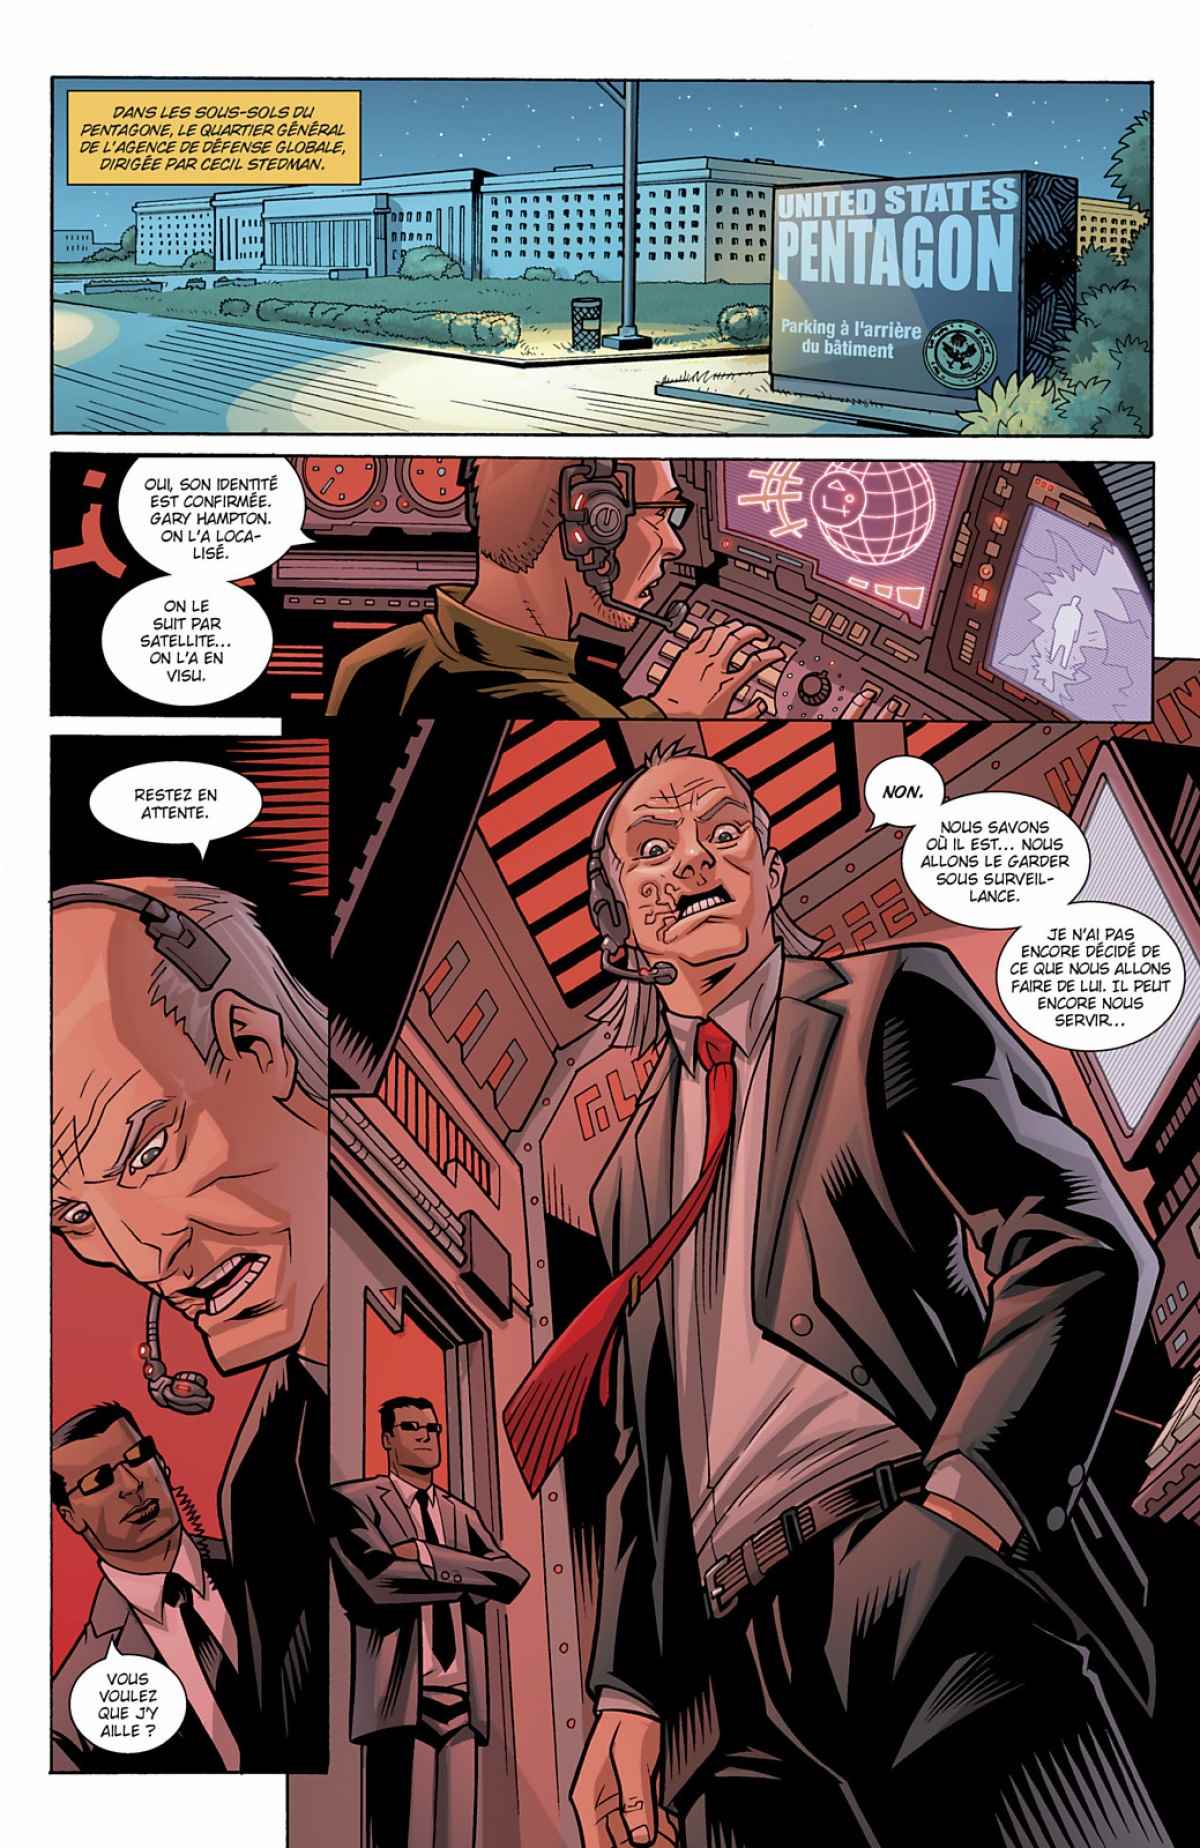 DANS LES SOUS-SOLS DU
PENTAGONE, LE QUARTIER GÉNÉRAL
DE L'AGENCE DE DÉFENSE GLOBALE,
DIRIGÉE PAR CECIL STEDMAN.
UNITED STATES
PENTAGON
Parking à l'arrière
du bâtiment
OUI, SON IDENTITÉ
EST CONFIRMÉE.
GARY HAMPTON.
ON L'A LOCA-
LISÉ.
ON LE
SUIT PAR
SATELLITE...
ON L'A EN
VISU.
RESTEZ EN
ATTENTE.
VOUS
VOULEZ
QUE J'Y
AILLE ?
NON.
NOUS SAVONS
OÙ IL EST... NOUS
ALLONS LE GARDER
SOUS SURVEIL-
LANCE.
JE N'AI PAS
ENCORE DÉCIDÉ DE
CE QUE NOUS ALLONS
FAIRE DE LUI. IL PEUT
ENCORE NOUS
SERVIR...